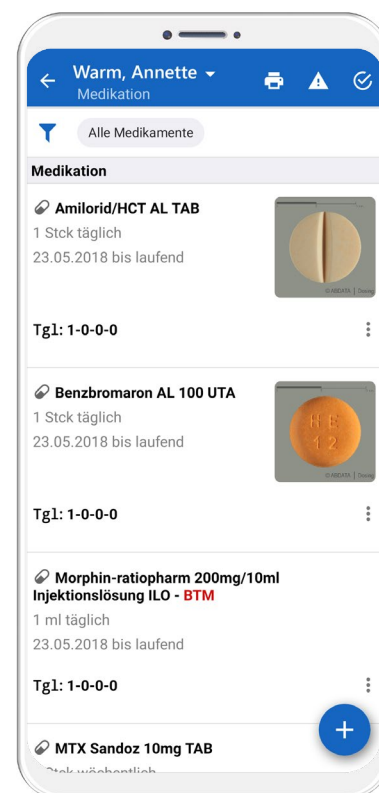 Warm, Annette
Medikation
Alle Medikamente
Medikation
Amilorid/HCT AL TAB
1 Stck täglich
23.05.2018 bis laufend
Tgl: 1-0-0-0
Benzbromaron AL 100 UTA
1 Stck täglich
23.05.2018 bis laufend
HE
12
Tgl: 1-0-0-0
Morphin-ratiopharm 200mg/10ml
Injektionslösung ILO - BTM
1 ml täglich
23.05.2018 bis laufend
Tgl: 1-0-0-0
MTX Sandoz 10mg TAB